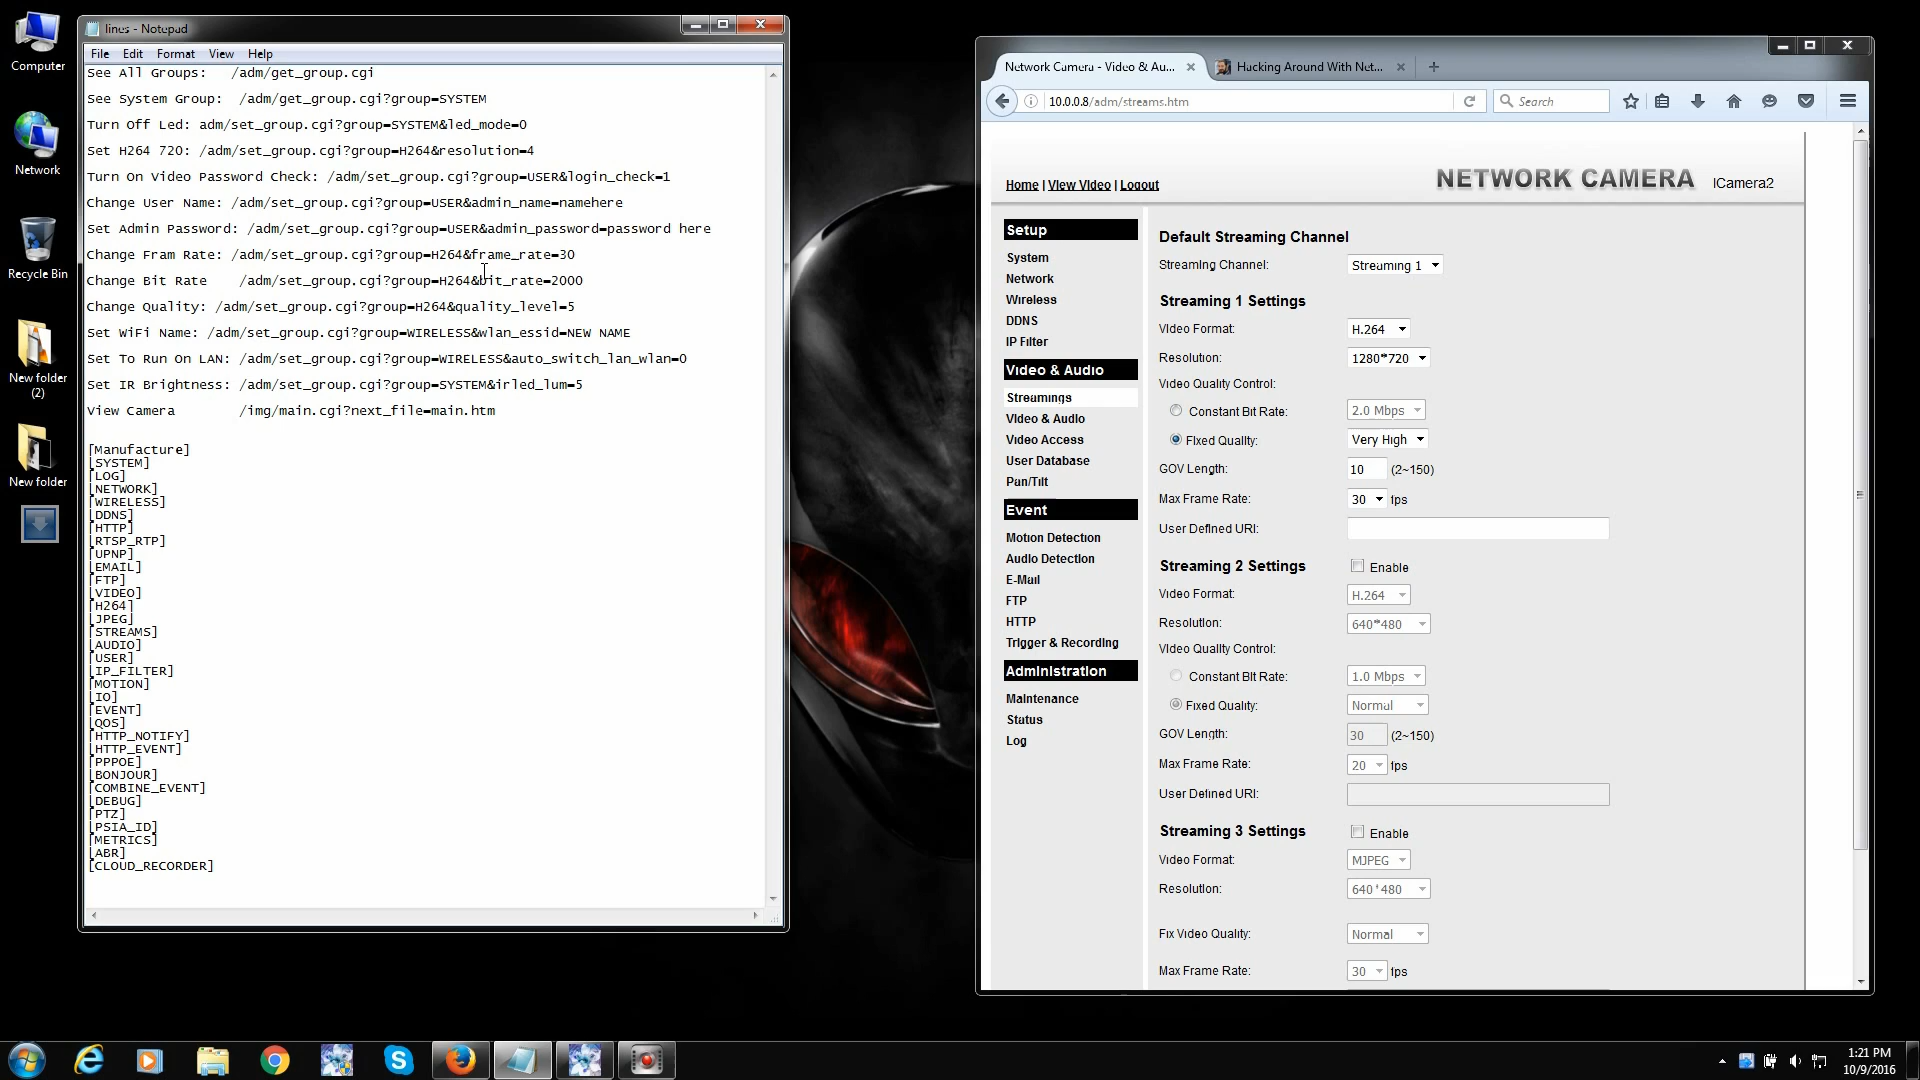 Computer
Network
Recycle Bin
New folder
(2)
New folder
lines - Notepad
File Edit Format View Help
See All Groups: /adm/get_group.cgi
See System Group: /adm/get_group.cgi?group=SYSTEM
Turn Off Led: adm/set_group.cgi?group=SYSTEM&led_mode=0
Set H264 720: /adm/set_group.cgi?group=H264&resolution=4
Turn On Video Password Check: /adm/set_group.cgi?group=USER&login_check=1
Change User Name: /adm/set_group.cgi?group=USER&admin_name=namehere
Set Admin Password: /adm/set_group.cgi?group=USER&admin_password=password here
Change Fram Rate: /adm/set_group.cgi?group=H264&frame_rate=30
Change Bit Rate /adm/set_group.cgi?group=H264&bit_rate=2000
Change Quality: /adm/set_group.cgi?group=H264&quality_level=5
Set WiFi Name: /adm/set_group.cgi?group=WIRELESS&wlan_essid=NEW NAME
Set To Run On LAN: /adm/set_group.cgi?group=WIRELESS&auto_switch_lan_wlan=0
Set IR Brightness: /adm/set_group.cgi?group=SYSTEM&irled_lum=5
View Camera /img/main.cgi?next_file=main.htm
[Manufacture]
[SYSTEM]
[LOG]
[NETWORK]
[WIRELESS]
[DDNS]
[HTTP]
[RTSP_RTP]
[UPNP]
[EMAIL]
[FTP]
[VIDEO]
[H264]
[JPEG]
[STREAMS]
[AUDIO]
[USER]
[IP_FILTER]
[MOTION]
[IO]
[EVENT]
[QOS]
[HTTP_NOTIFY]
[HTTP_EVENT]
[PPPOE]
[BONJOUR]
[COMBINE_EVENT]
[DEBUG]
[PTZ]
[PSIA_ID]
[METRICS]
[ABR]
[CLOUD_RECORDER]
Network Camera - Video & Au...
Hacking Around With Net...
10.0.0.8/adm/streams.htm
Search
Home | View Video | Logout
NETWORK CAMERA iCamera2
Setup
System
Network
Wireless
DDNS
IP Filter
Video & Audio
Streamings
Video & Audio
Video Access
User Database
Pan/Tilt
Event
Motion Detection
Audio Detection
E-Mail
FTP
HTTP
Trigger & Recording
Administration
Maintenance
Status
Log
Default Streaming Channel
Streaming Channel: Streaming 1
Streaming 1 Settings
Video Format: H.264
Resolution: 1280*720
Video Quality Control:
Constant Bit Rate: 2.0 Mbps
Fixed Quality: Very High
GOV Length: 10 (2~150)
Max Frame Rate: 30 fps
User Defined URI:
Streaming 2 Settings Enable
Video Format: H.264
Resolution: 640*480
Video Quality Control:
Constant Bit Rate: 1.0 Mbps
Fixed Quality: Normal
GOV Length: 30 (2~150)
Max Frame Rate: 20 fps
User Defined URI:
Streaming 3 Settings Enable
Video Format: MJPEG
Resolution: 640*480
Fix Video Quality: Normal
Max Frame Rate: 30 fps
1:21 PM
10/9/2016